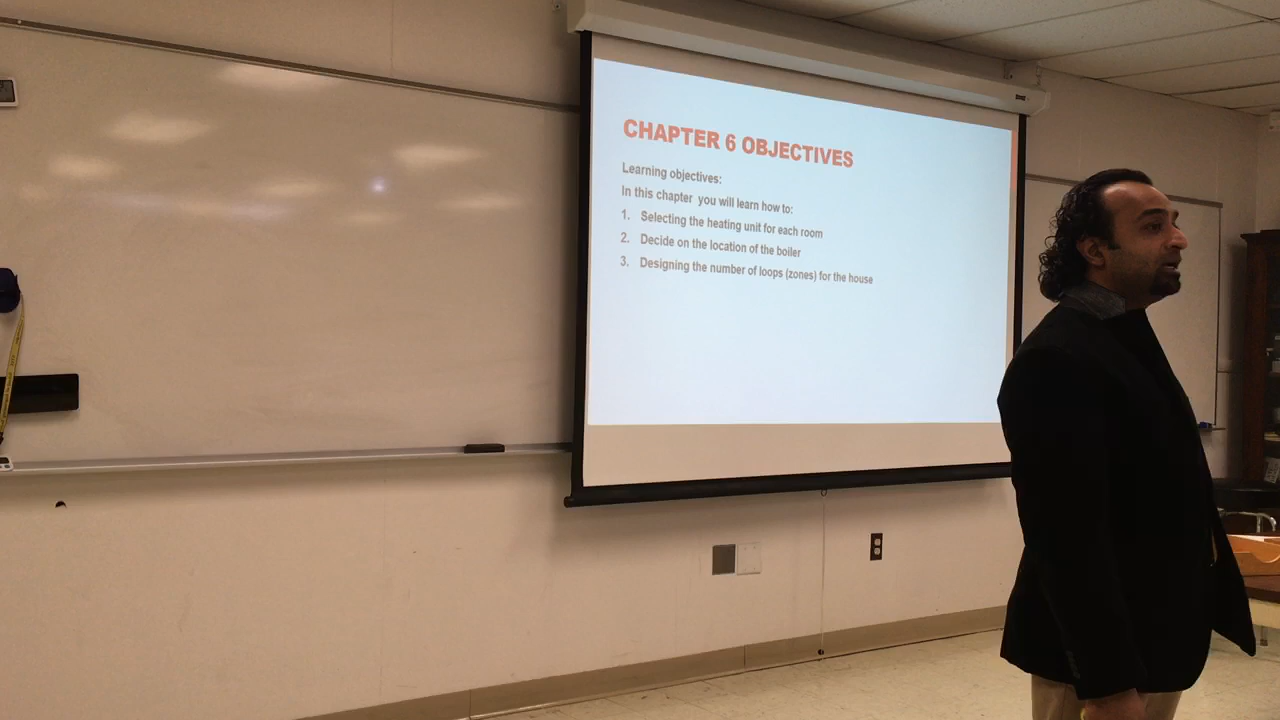 CHAPTER 6 OBJECTIVES
Learning objectives:
In this chapter you will learn how to:
1. Selecting the heating unit for each room
2. Decide on the location of the boiler
3. Designing the number of loops (zones) for the house